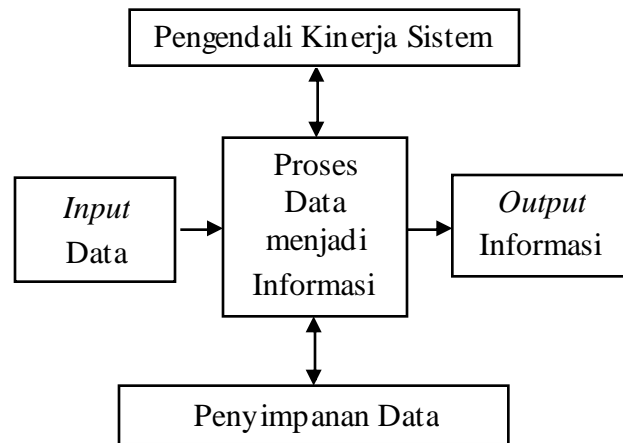 Pengendali Kinerja Sistem
Input
Data
Proses
Data
menjadi
Informasi
Output
Informasi
Penyimpanan Data